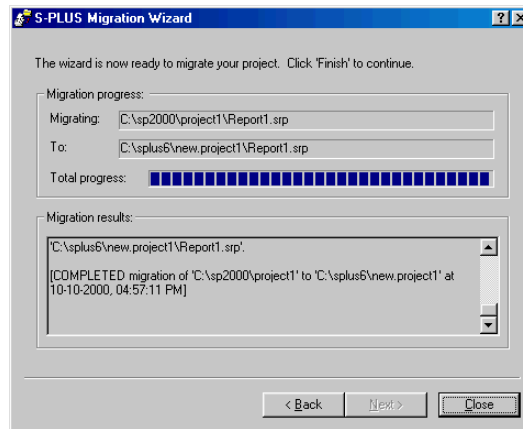 S-PLUS Migration Wizard
The wizard is now ready to migrate your project. Click 'Finish' to continue.
Migration progress:
Migrating: C:\sp2000\project1\Report1.srp
To: C:\splus6\new.project1\Report1.srp
Total progress:
Migration results:
'C:\splus6\new.project1\Report1.srp'.
[COMPLETED migration of 'C:\sp2000\project1' to 'C:\splus6\new.project1' at
10-10-2000, 04:57:11 PM]
< Back Next > Close